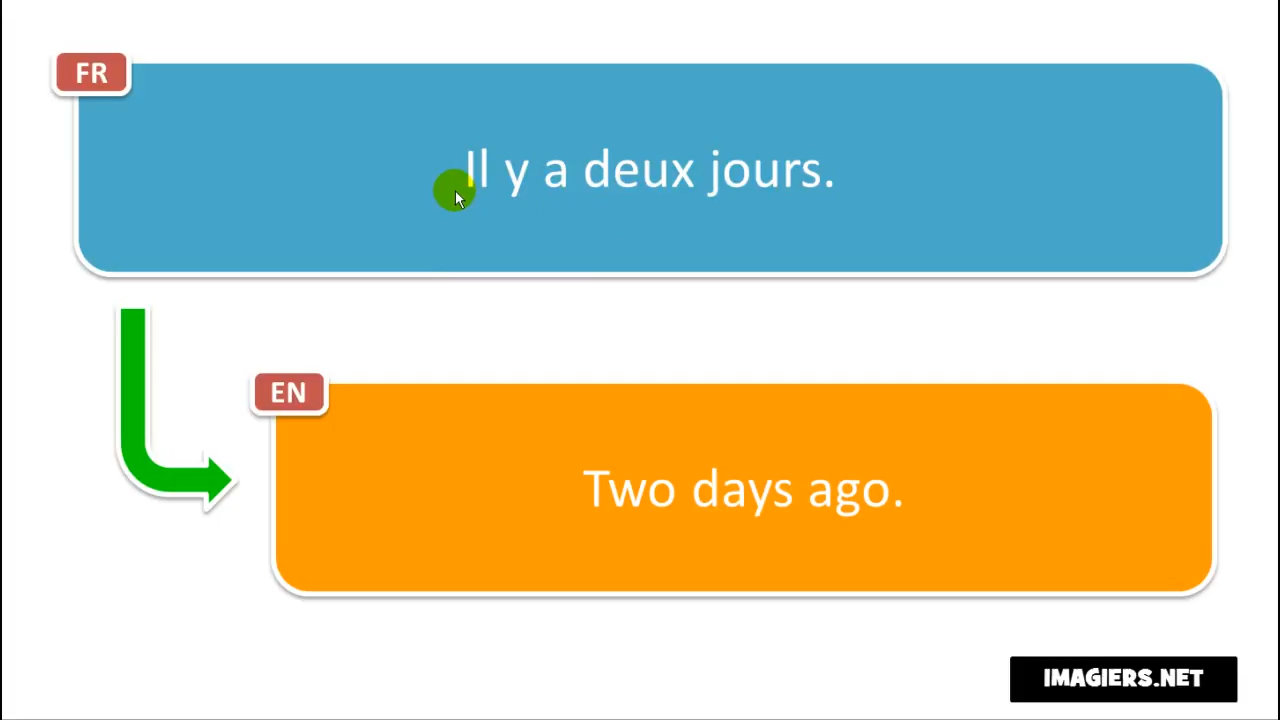 FR
Il y a deux jours.
EN
Two days ago.
IMAGIERS.NET